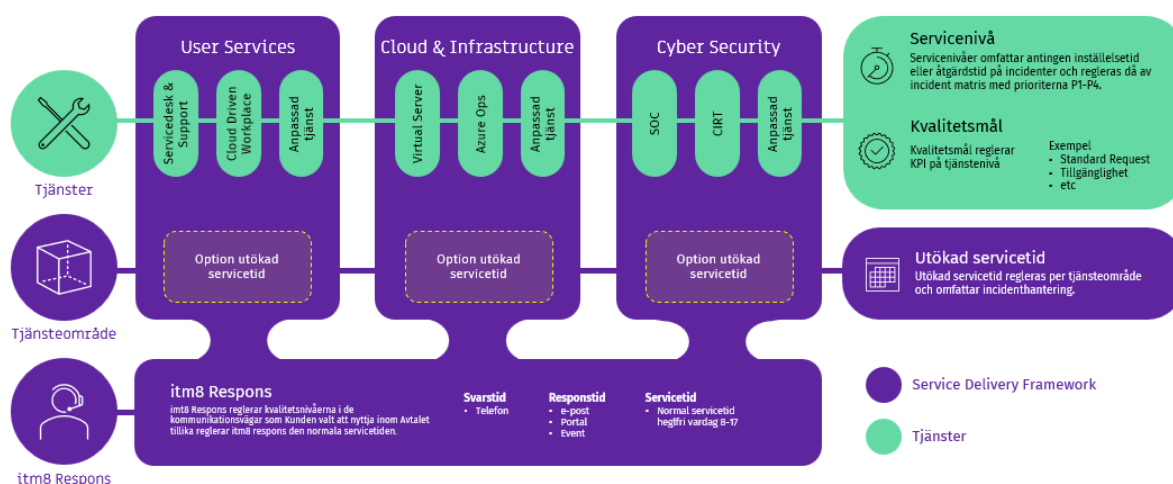 User Services
Cloud & Infrastructure
Cyber Security
Servicedesk &
Support
Cloud Driven
Workplace
Anpassad
tjänst
Virtual Server
Azure Ops
Anpassad
tjänst
SOC
CIRT
Anpassad
tjänst
Tjänster
Servicenivå
Servicenivåer omfattar antingen inställelsetid
eller åtgärdstid på incidenter och regleras då av
incident matris med prioriterna P1-P4.
Kvalitetsmål
Kvalitetsmål reglerar
KPI på tjänstenivå
Exempel
• Standard Request
• Tillgänglighet
• etc
Option utökad
servicetid
Option utökad
servicetid
Option utökad
servicetid
Tjänsteområde
Utökad servicetid
Utökad servicetid regleras per tjänsteområde
och omfattar incidenthantering.
itm8 Respons
imt8 Respons reglerar kvalitetsnivåerna i de
kommunikationsvägar som Kunden valt att nyttja inom Avtalet
tillika reglerar itm8 respons den normala servicetiden.
Svarstid
• Telefon
Responstid
• e-post
• Portal
• Event
Servicetid
• Normal servicetid
hegtfri vardag 8-17
itm8 Respons
Service Delivery Framework
Tjänster